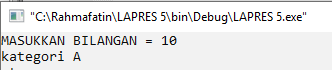 "C:\Rahmafatin\LAPRES 5\bin\Debug\LAPRES 5.exe"
MASUKKAN BILANGAN = 10
kategori A